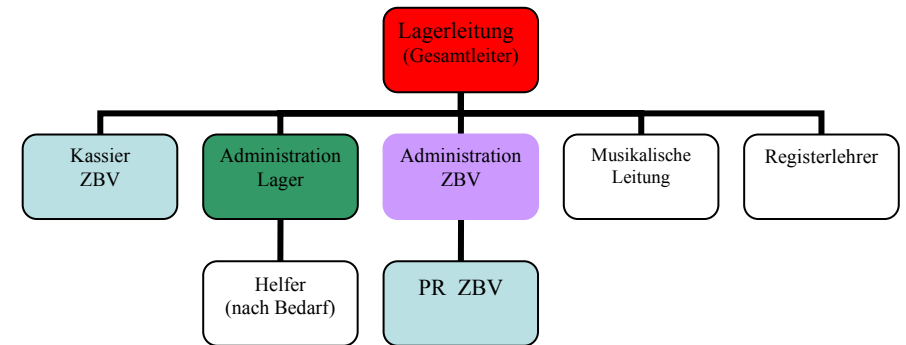 Lagerleitung
(Gesamtleiter)
Kassier
ZBV
Administration
Lager
Administration
ZBV
Musikalische
Leitung
Registerlehrer
Helfer
(nach Bedarf)
PR ZBV